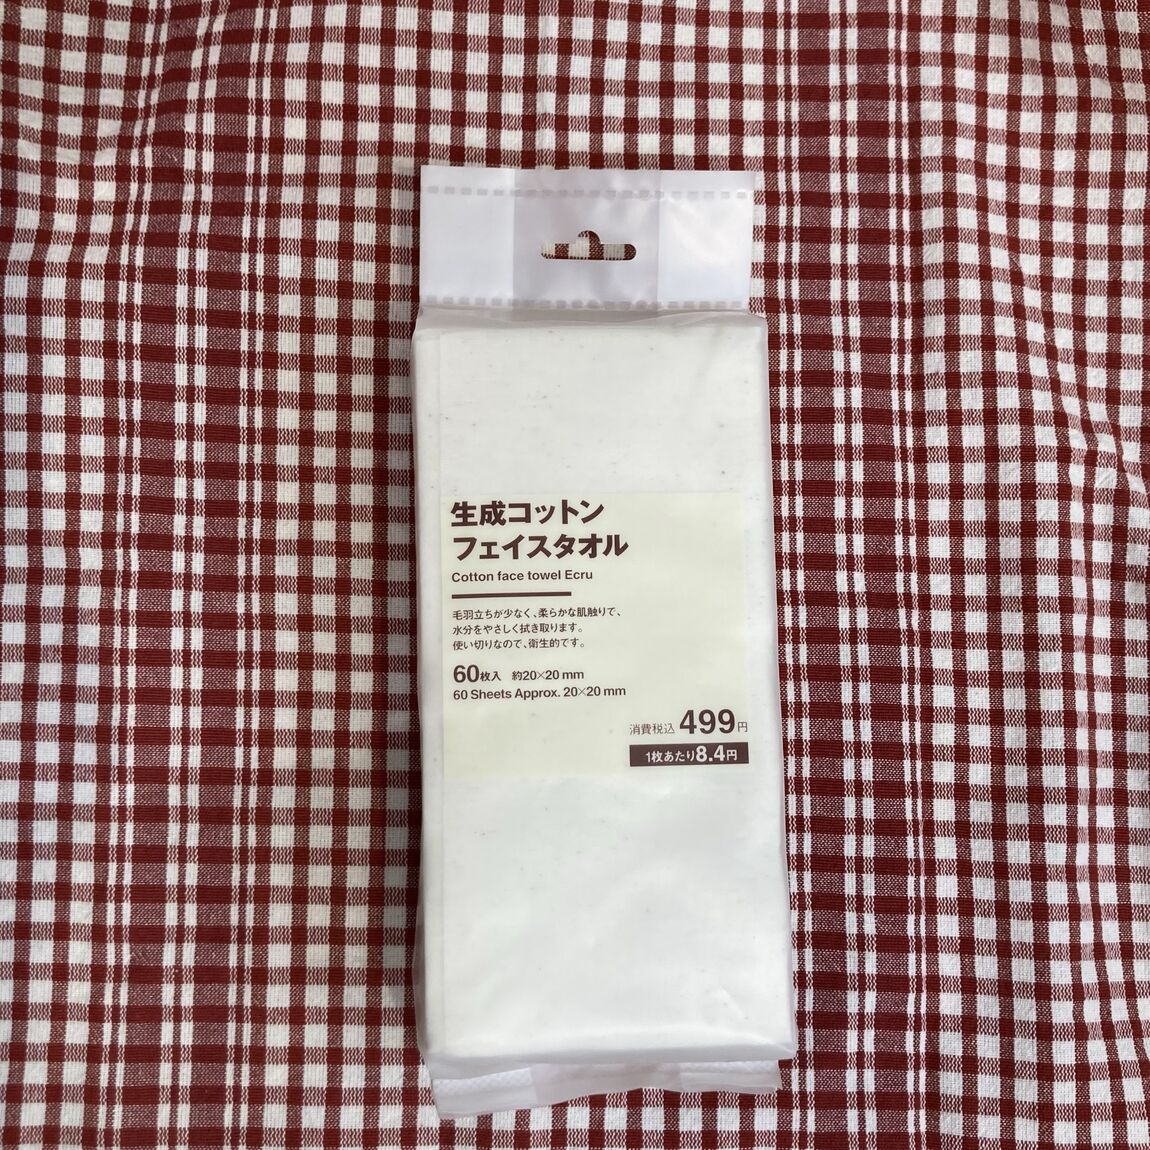 生成コットン
フェイスタオル
Cotton face towel Ecru
毛羽立ちが少なく、柔らかな肌触りで、
水分をやさしく拭き取ります。
使い切りなので、衛生的です。
60枚入 約20×20mm
60 Sheets Approx. 20×20 mm
消費税込 499円
1枚あたり8.4円